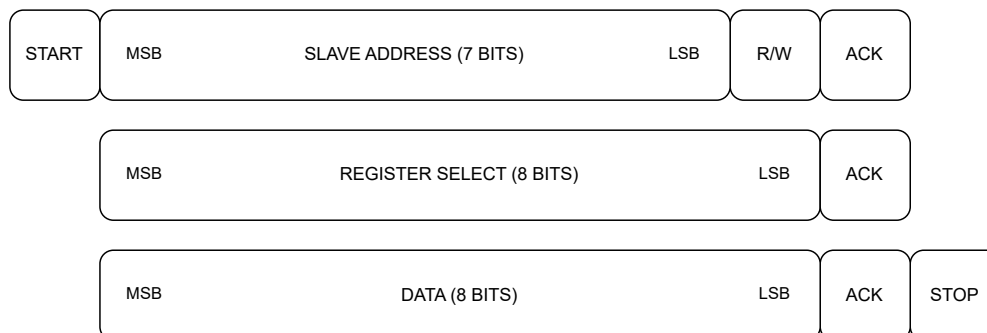 START MSB SLAVE ADDRESS (7 BITS) LSB R/W ACK
MSB REGISTER SELECT (8 BITS) LSB ACK
MSB DATA (8 BITS) LSB ACK STOP